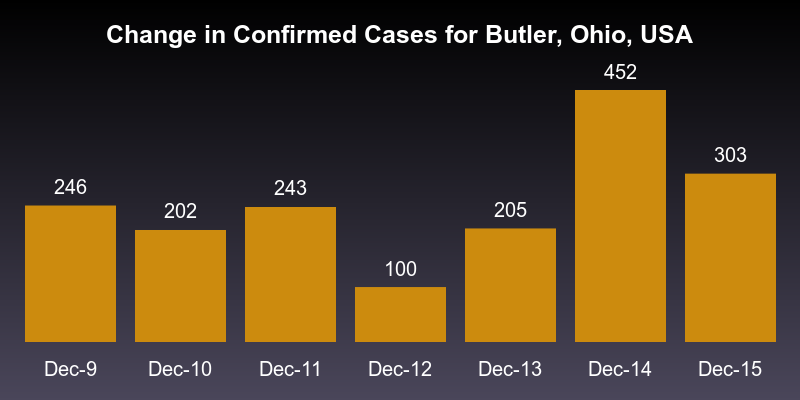 Change in Confirmed Cases for Butler, Ohio, USA
246
202
243
100
205
452
303
Dec-9
Dec-10
Dec-11
Dec-12
Dec-13
Dec-14
Dec-15